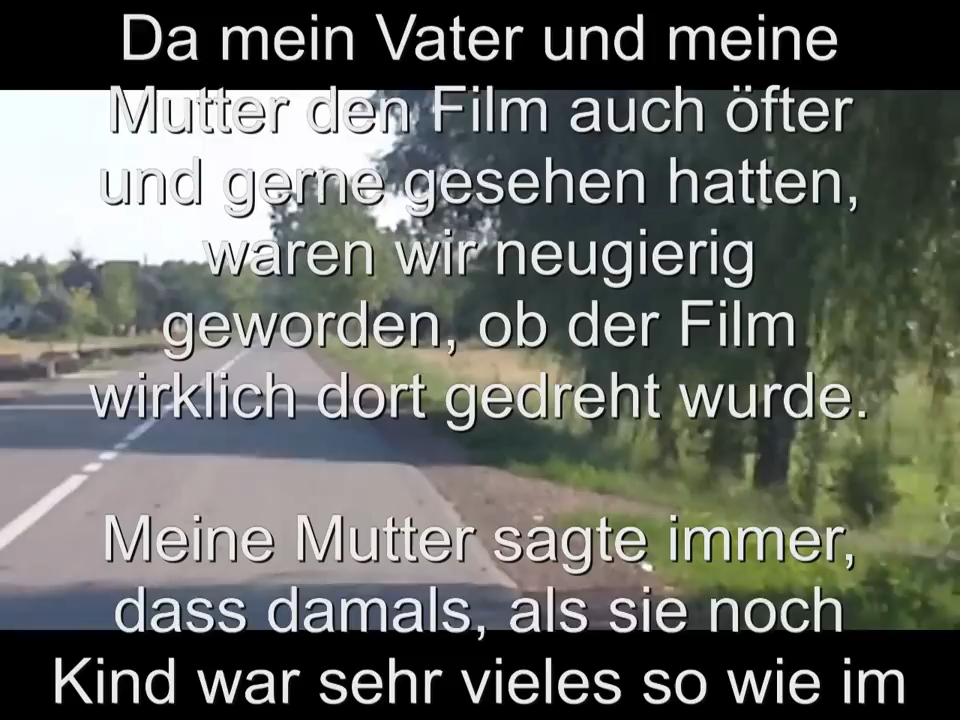 Da mein Vater und meine
Mutter den Film auch öfter
und gerne gesehen hatten,
waren wir neugierig
geworden, ob der Film
wirklich dort gedreht wurde.
Meine Mutter sagte immer,
dass damals, als sie noch
Kind war sehr vieles so wie im